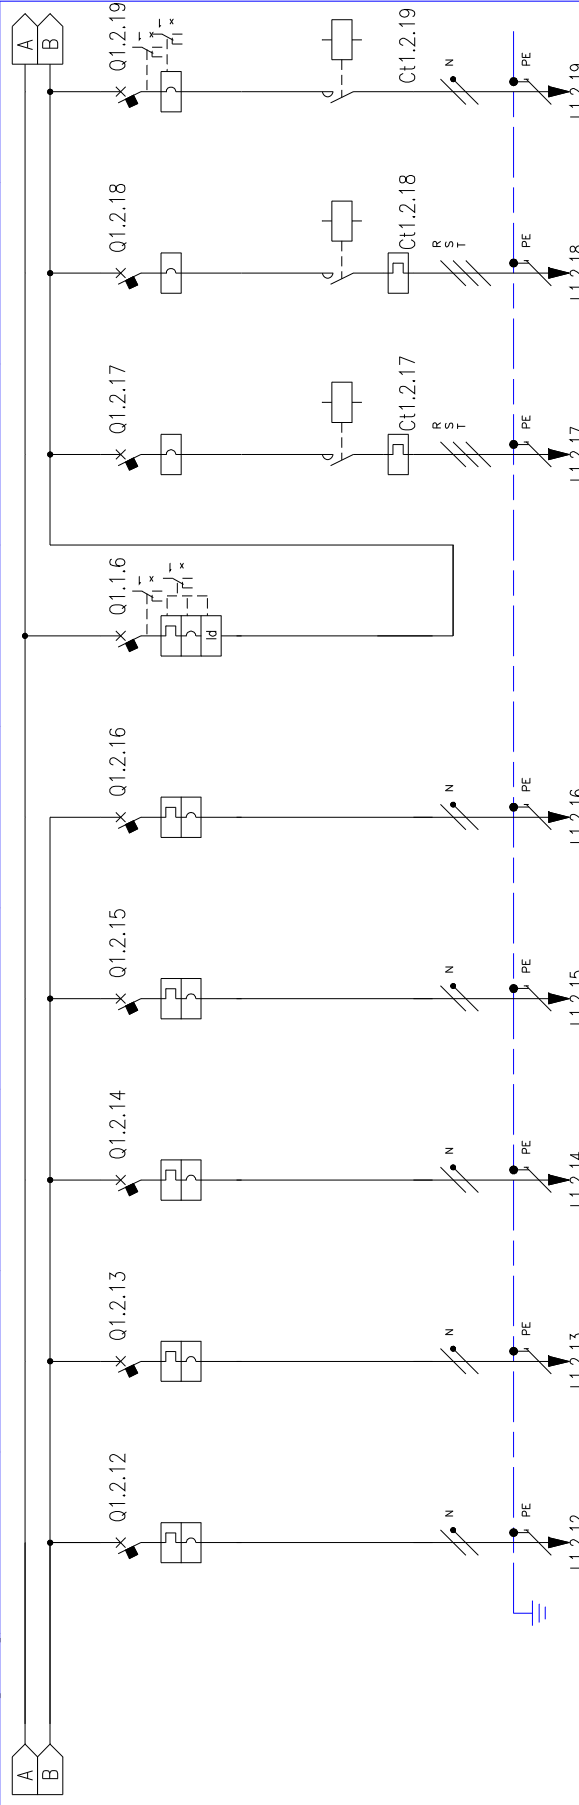 A
B
A
B
Q1.2.12
Q1.2.13
Q1.2.14
Q1.2.15
Q1.2.16
Q1.1.6
Q1.2.17
Q1.2.18
Q1.2.19
Id
Ct1.2.17
Ct1.2.18
Ct1.2.19
N
N
N
N
N
R
S
T
R
S
T
N
PE
PE
PE
PE
PE
PE
PE
PE
L1.2.12
L1.2.13
L1.2.14
L1.2.15
L1.2.16
L1.2.17
L1.2.18
L1.2.19